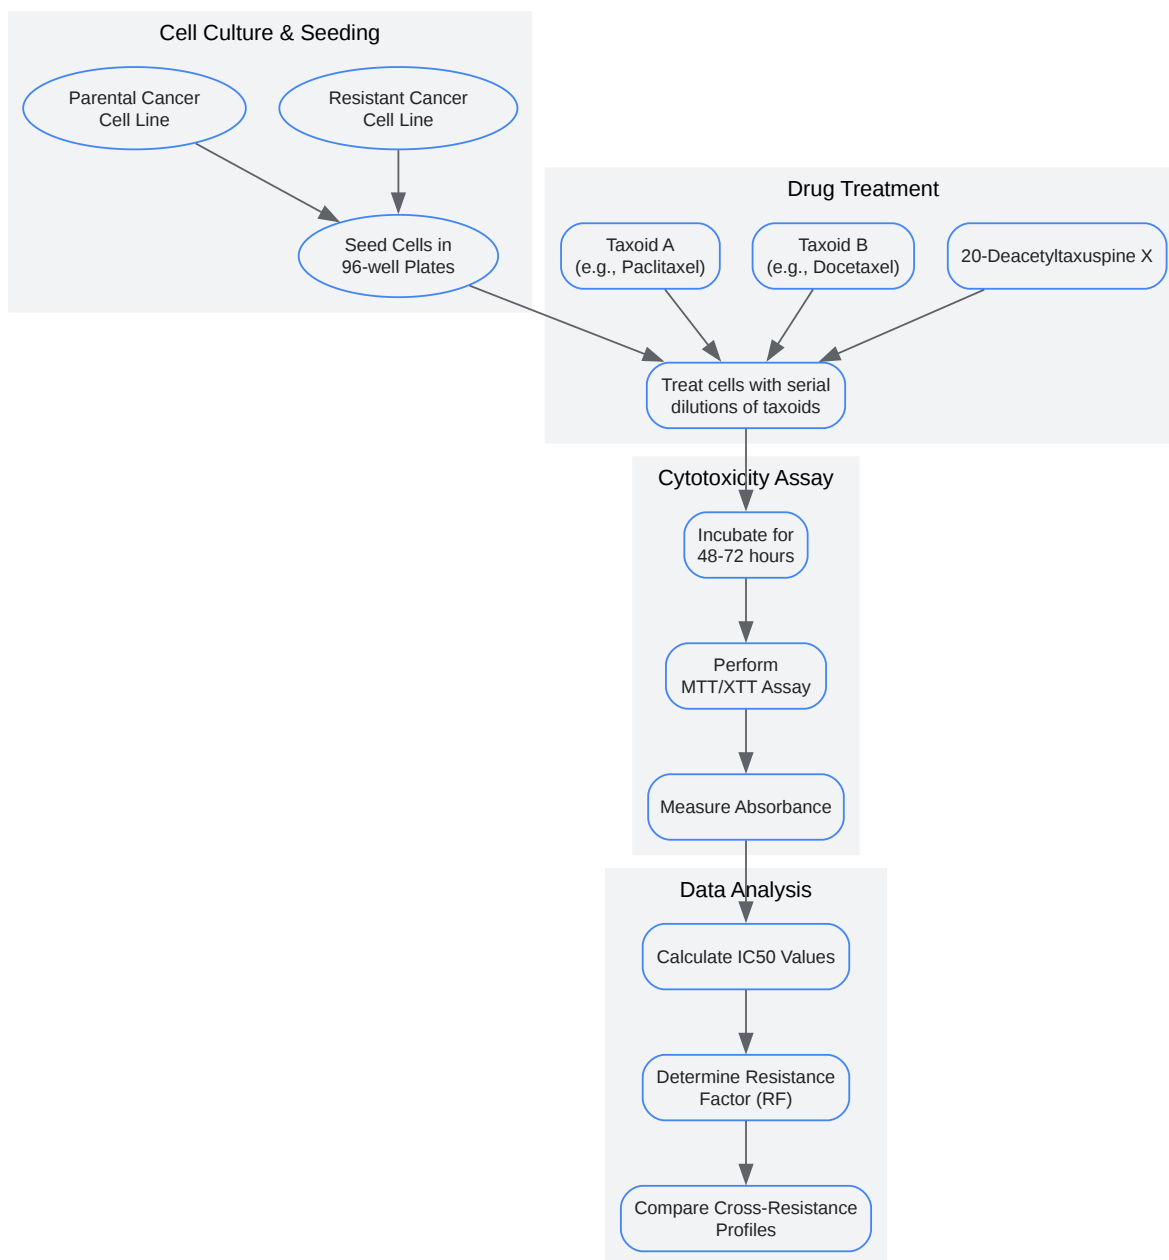 Cell Culture & Seeding
Parental Cancer
Cell Line
Resistant Cancer
Cell Line
Seed Cells in
96-well Plates
Drug Treatment
Taxoid A
(e.g., Paclitaxel)
Taxoid B
(e.g., Docetaxel)
20-Deacetyltaxuspine X
Treat cells with serial
dilutions of taxoids
Cytotoxicity Assay
Incubate for
48-72 hours
Perform
MTT/XTT Assay
Measure Absorbance
Data Analysis
Calculate IC50 Values
Determine Resistance
Factor (RF)
Compare Cross-Resistance
Profiles